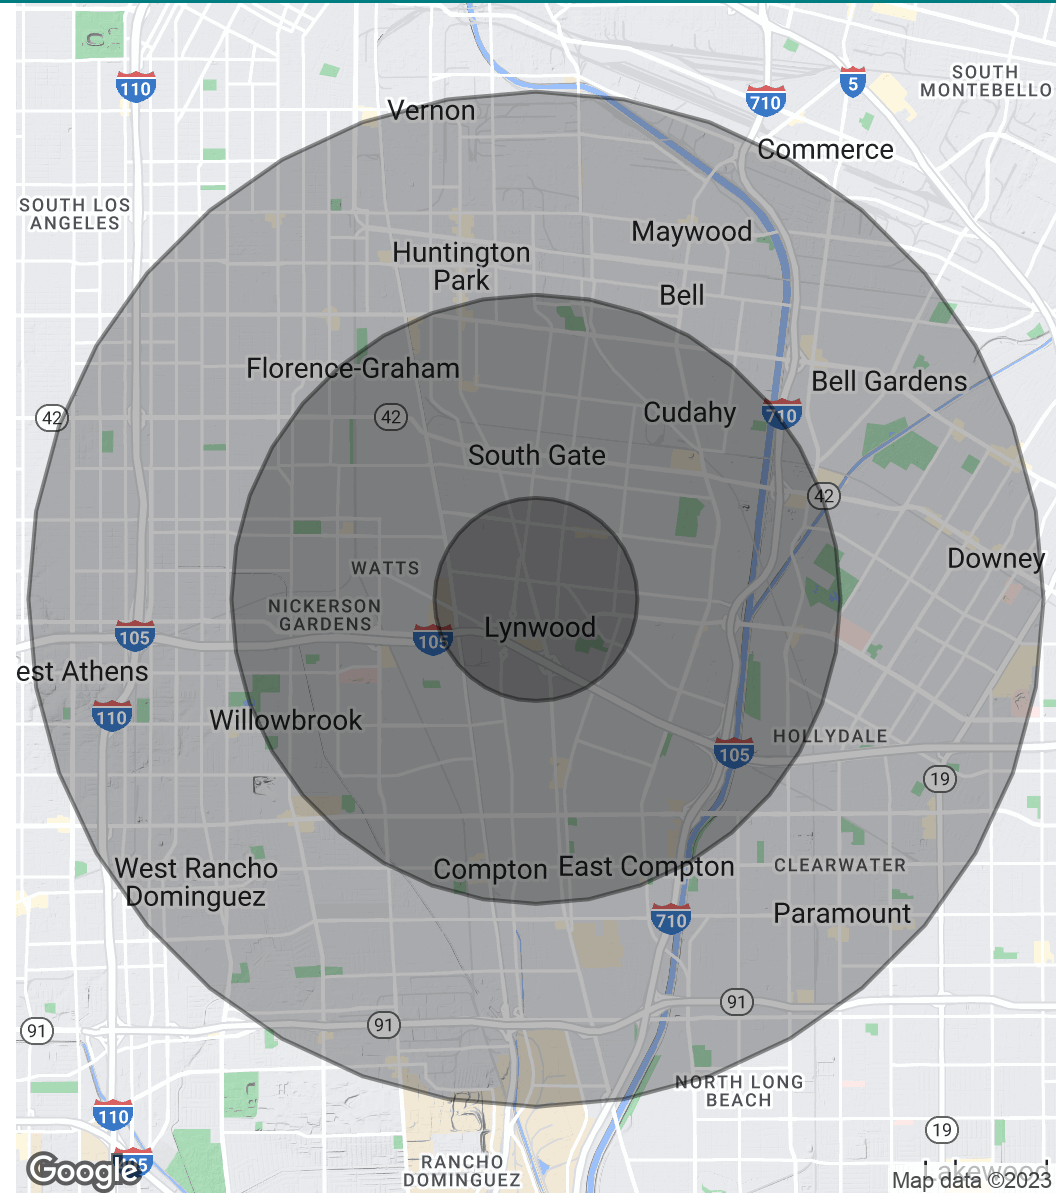 110
5
SOUTH
MONTEBELLO
710
Vernon
Commerce
SOUTH LOS
ANGELES
Maywood
Huntington
Park
Bell
Florence-Graham
Bell Gardens
42
42
Cudahy
710
South Gate
42
Downey
WATTS
NICKERSON
GARDENS
Lynwood
105
105
est Athens
110
Willowbrook
HOLLYDALE
105
19
West Rancho
Dominguez
Compton
East Compton
CLEARWATER
Paramount
710
91
91
91
NORTH LONG
BEACH
110
19
RANCHO
DOMINGUEZ
Lakewood
Google
Map data ©2023